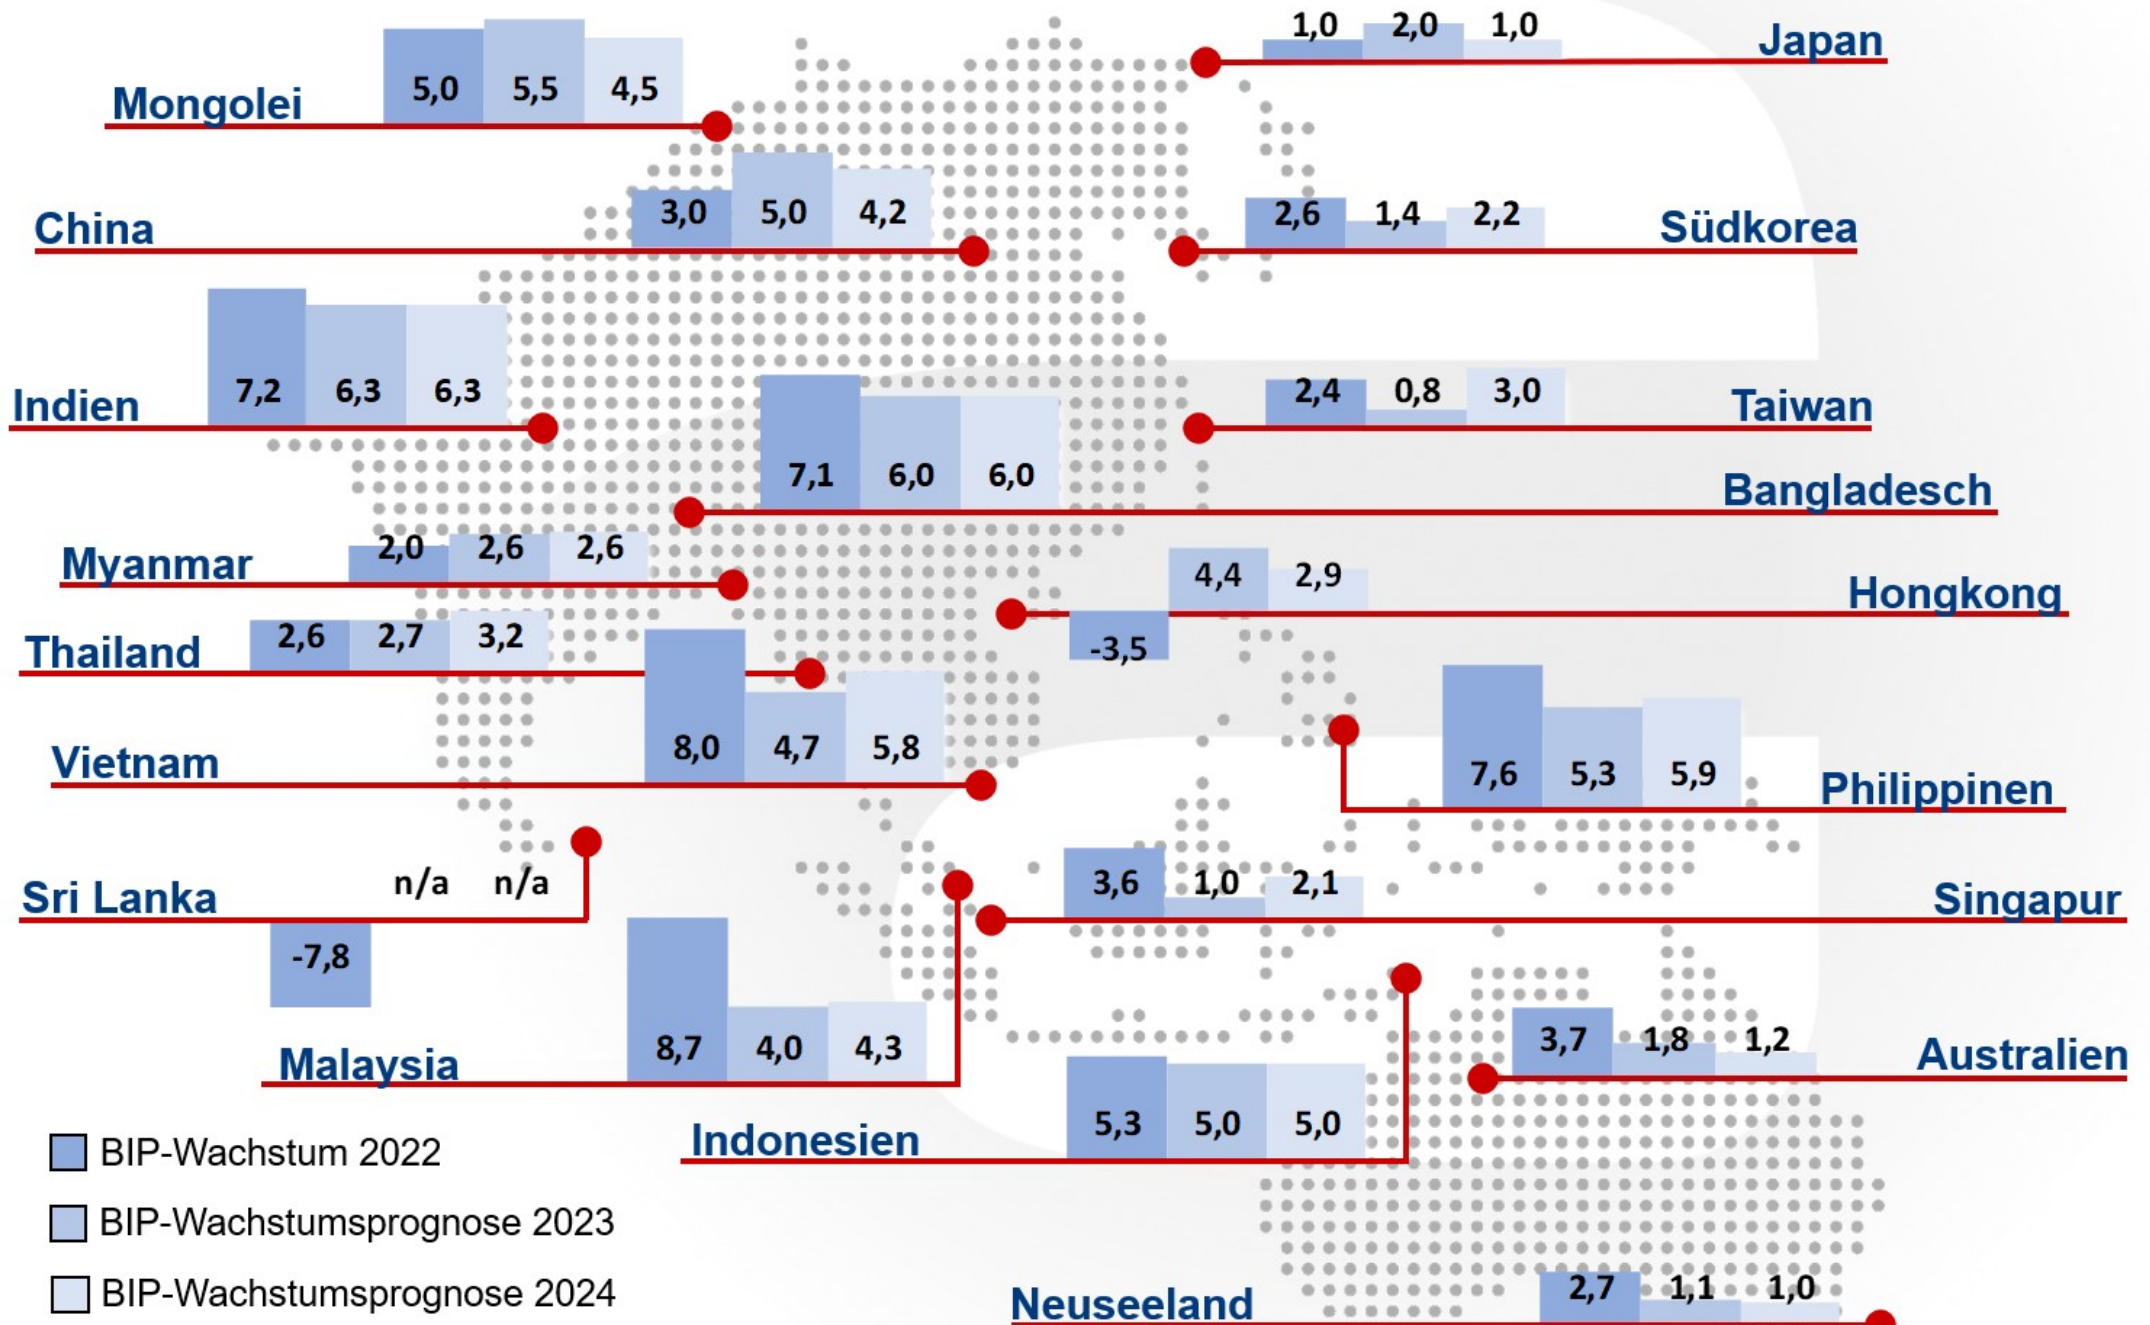 1,0 2,0 1,0
Japan
5,0 5,5 4,5
Mongolei
3,0 5,0 4,2
China
2,6 1,4 2,2
Südkorea
7,2 6,3 6,3
Indien
2,4 0,8 3,0
Taiwan
7,1 6,0 6,0
Bangladesch
2,0 2,6 2,6
Myanmar
4,4 2,9
Hongkong
-3,5
2,6 2,7 3,2
Thailand
8,0 4,7 5,8
Vietnam
7,6 5,3 5,9
Philippinen
n/a n/a
Sri Lanka
-7,8
3,6 1,0 2,1
Singapur
8,7 4,0 4,3
Malaysia
3,7 1,8 1,2
Australien
5,3 5,0 5,0
Indonesien
BIP-Wachstum 2022
BIP-Wachstumsprognose 2023
BIP-Wachstumsprognose 2024
2,7 1,1 1,0
Neuseeland